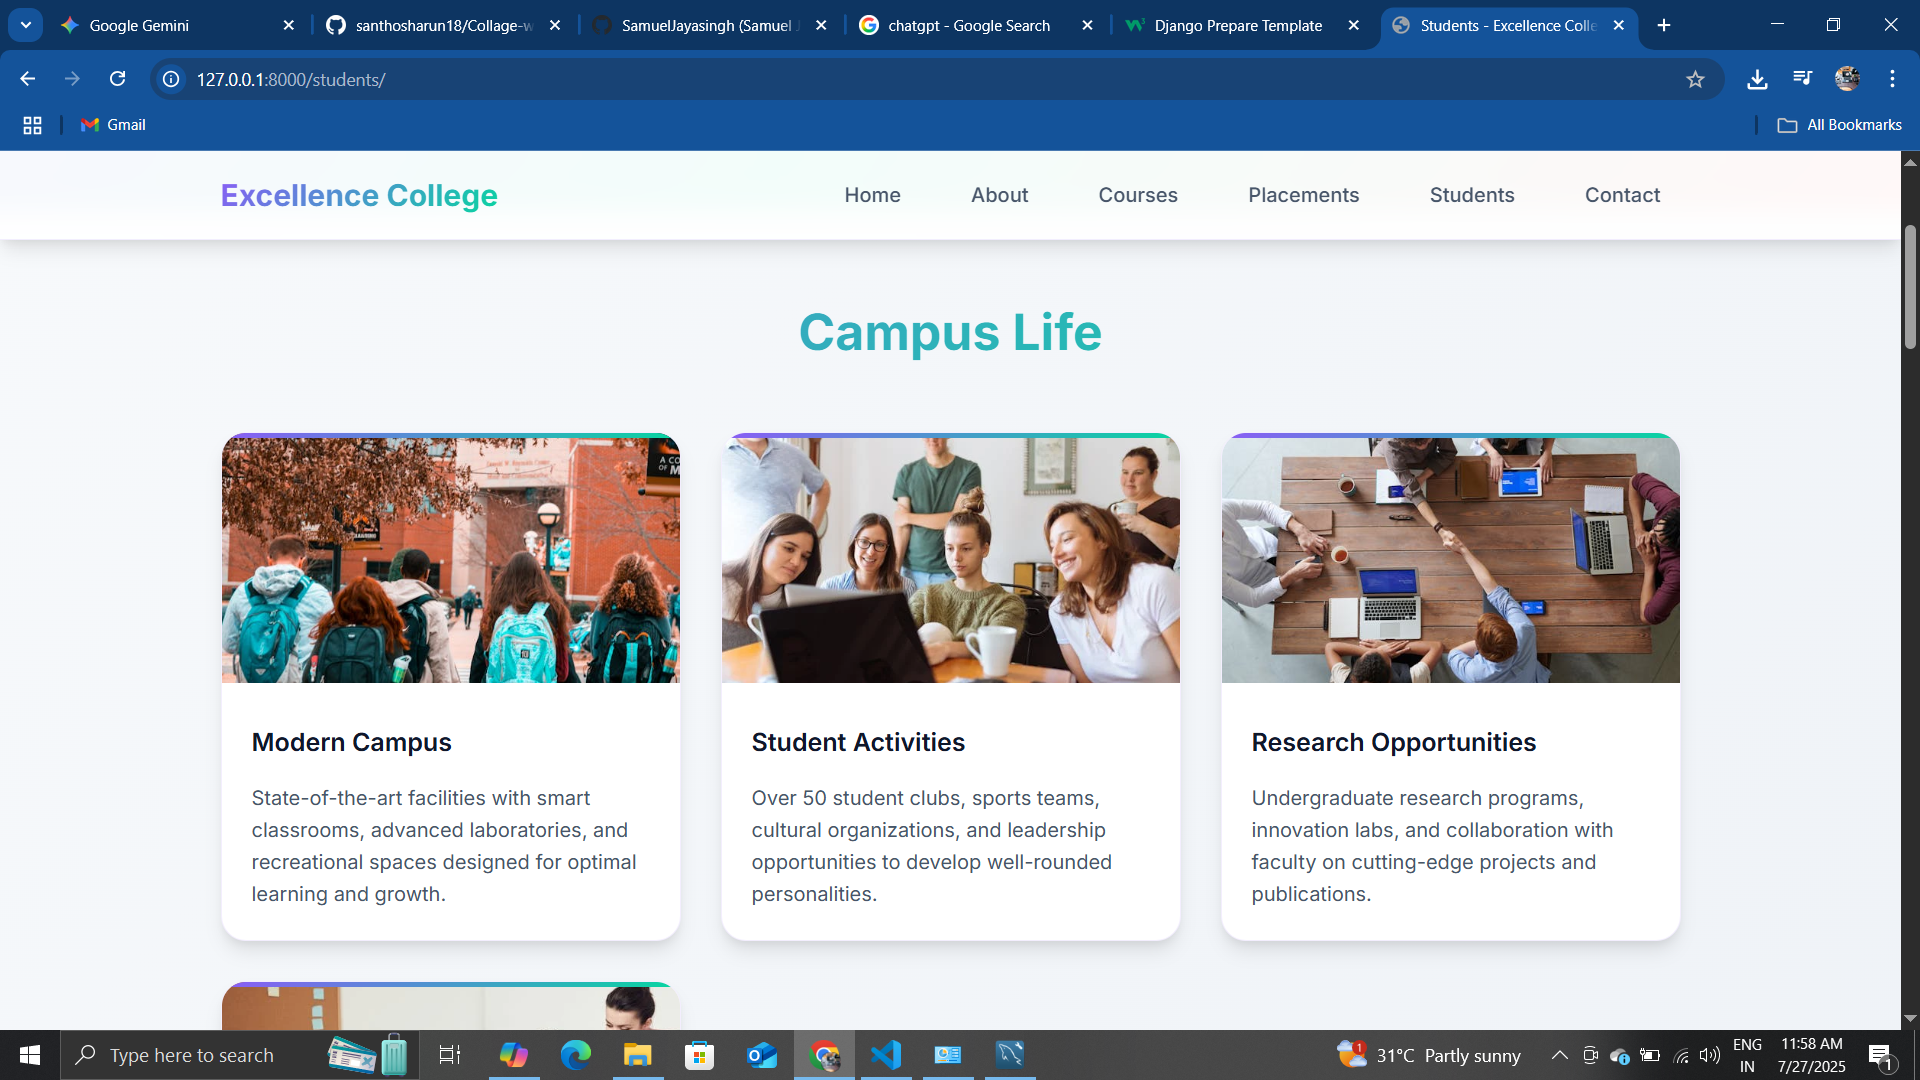 Google Gemini
santhosharun18/Collage-w
SamuelJayasingh (Samuel J
chatgpt - Google Search
Django Prepare Template
Students - Excellence Colle
127.0.0.1:8000/students/
Gmail
All Bookmarks
Excellence College
Home
About
Courses
Placements
Students
Contact
Campus Life
Modern Campus
State-of-the-art facilities with smart
classrooms, advanced laboratories, and
recreational spaces designed for optimal
learning and growth.
Student Activities
Over 50 student clubs, sports teams,
cultural organizations, and leadership
opportunities to develop well-rounded
personalities.
Research Opportunities
Undergraduate research programs,
innovation labs, and collaboration with
faculty on cutting-edge projects and
publications.
Type here to search
1
31°C Partly sunny
ENG
IN
11:58 AM
7/27/2025
1